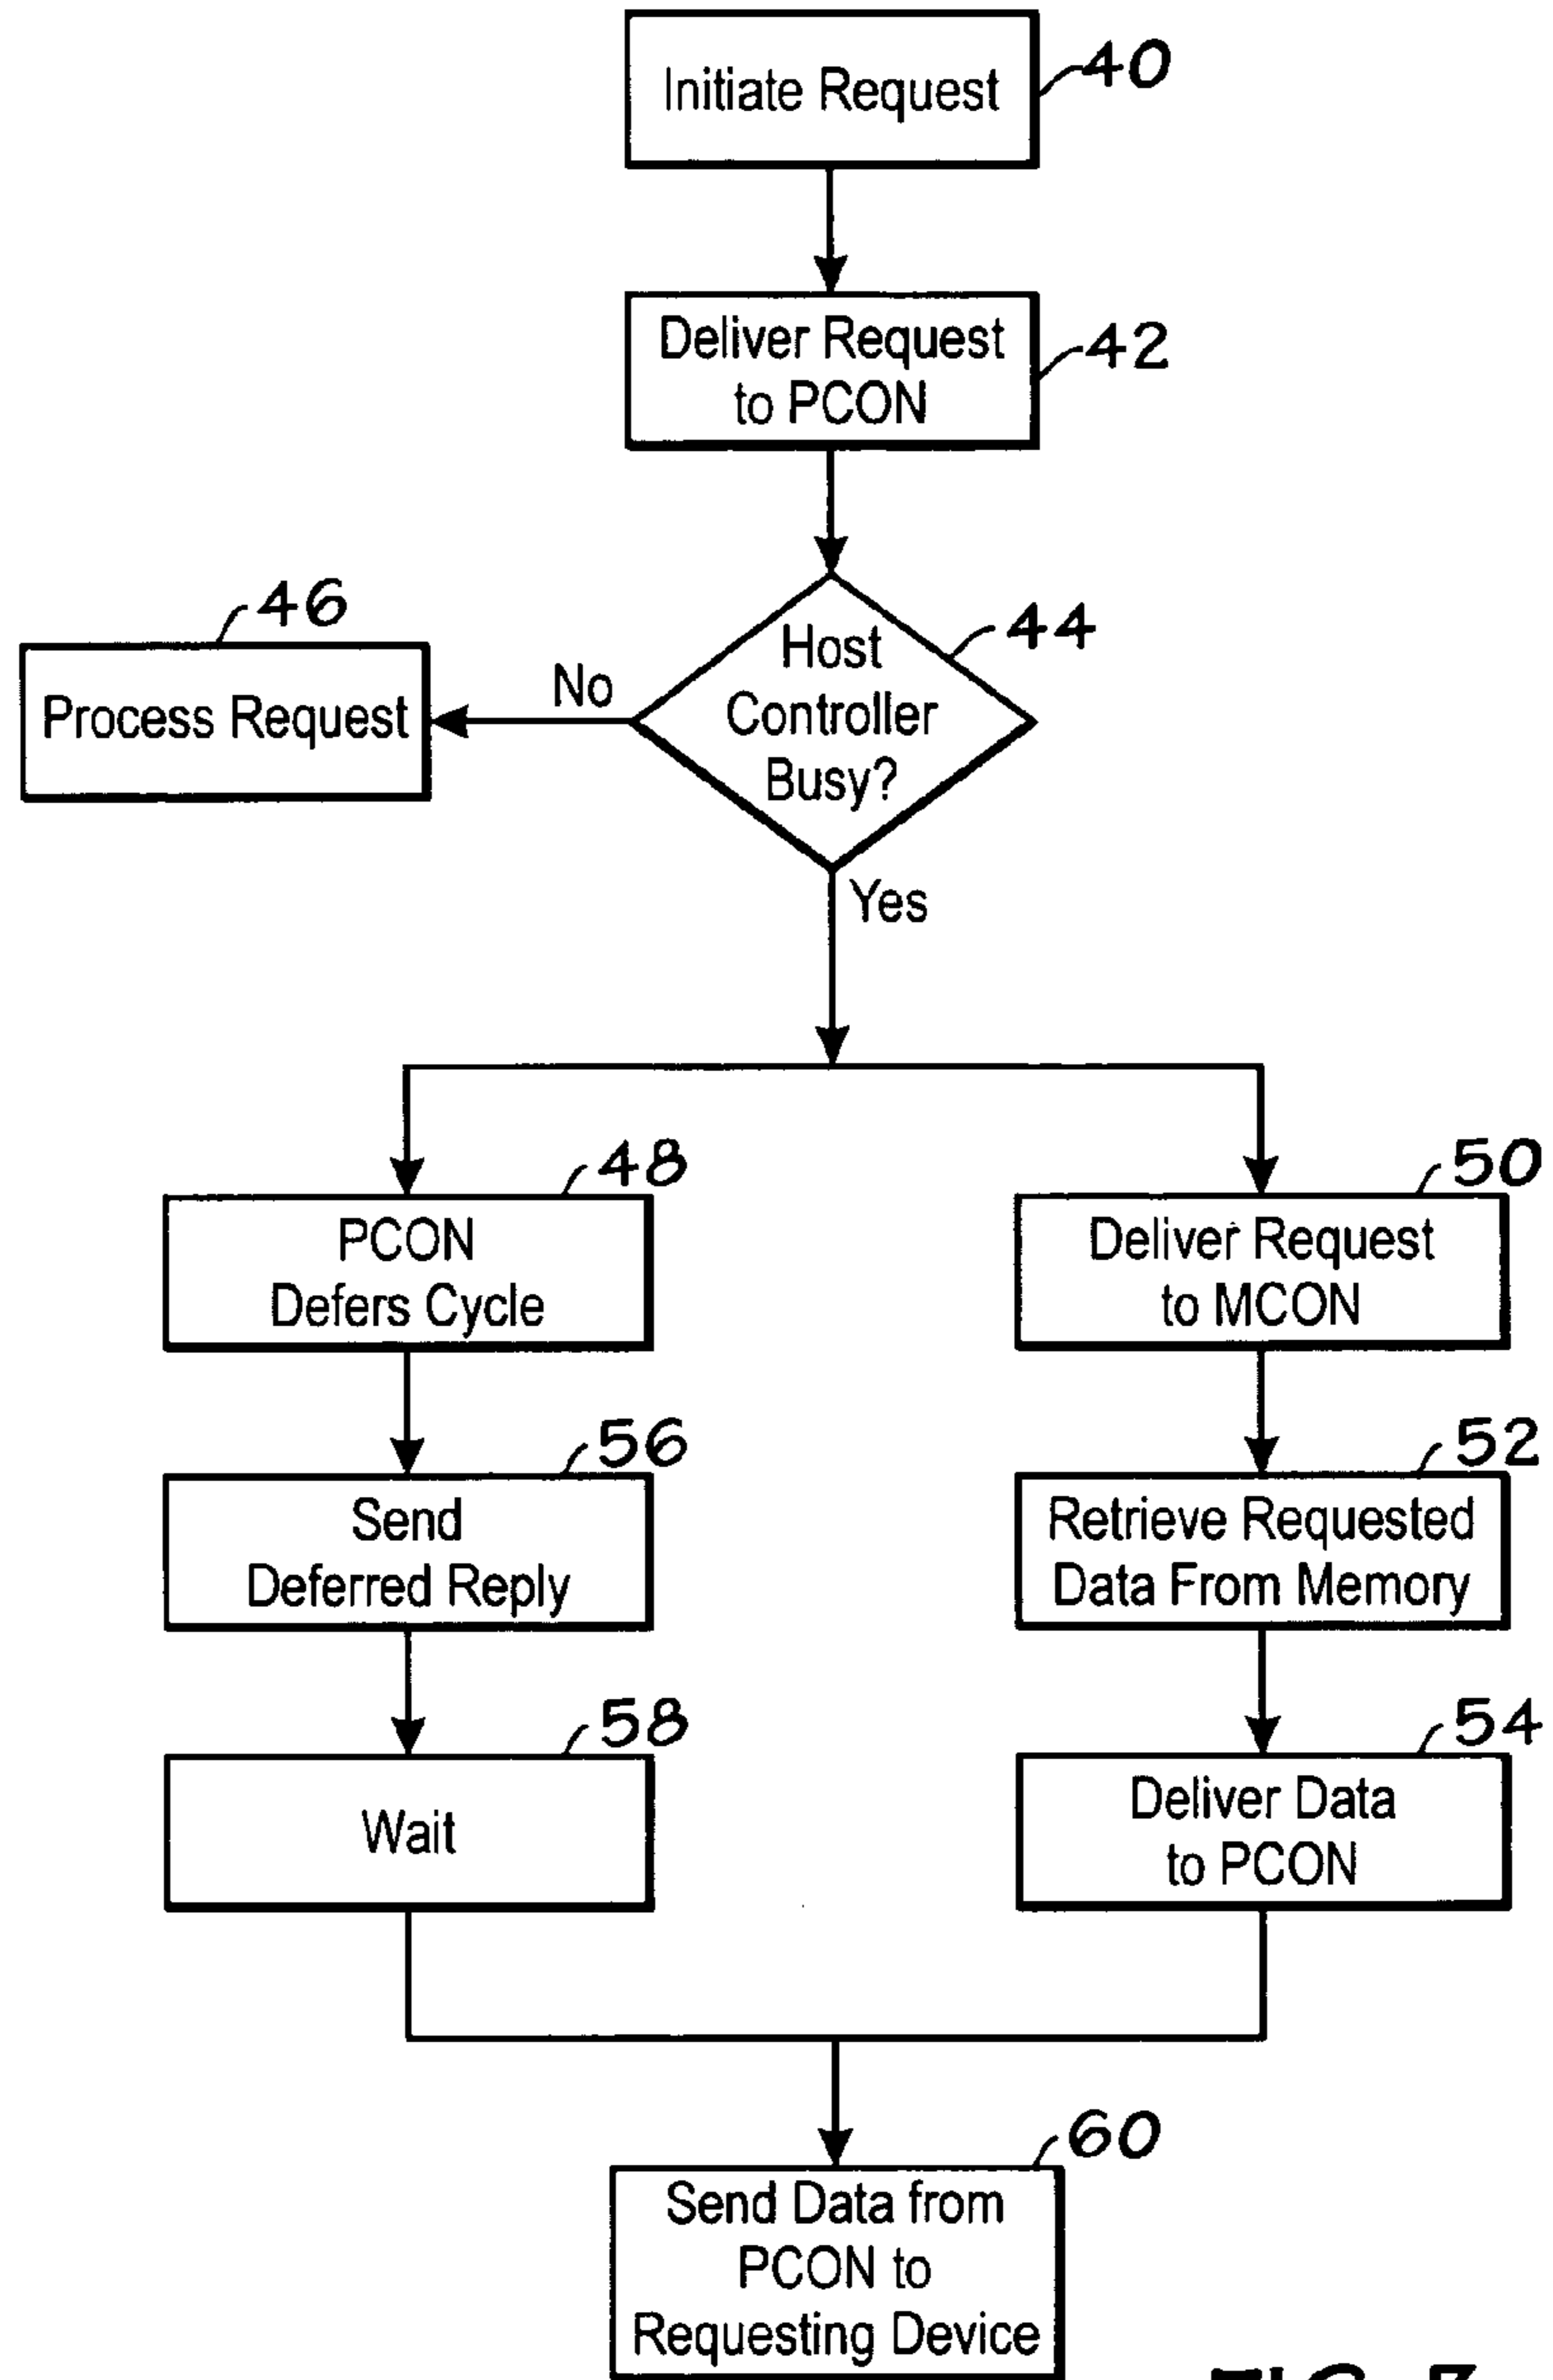 Initiate Request
40
Deliver Request
to PCON
42
46
Process Request
No
Host
Controller
Busy?
44
Yes
48
PCON
Defers Cycle
50
Deliver Request
to MCON
56
Send
Deferred Reply
52
Retrieve Requested
Data From Memory
58
Wait
54
Deliver Data
to PCON
60
Send Data from
PCON to
Requesting Device